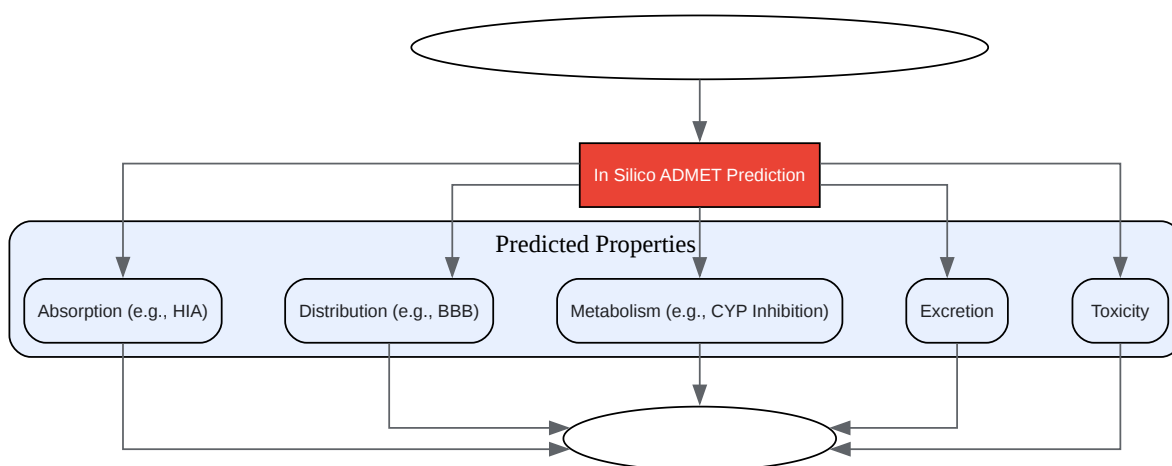 In Silico ADMET Prediction
Predicted Properties
Absorption (e.g., HIA)
Distribution (e.g., BBB)
Metabolism (e.g., CYP Inhibition)
Excretion
Toxicity